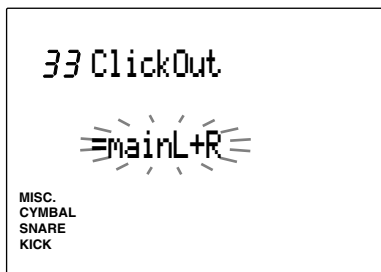 33 ClickOut
=mainL+R
MISC.
CYMBAL
SNARE
KICK